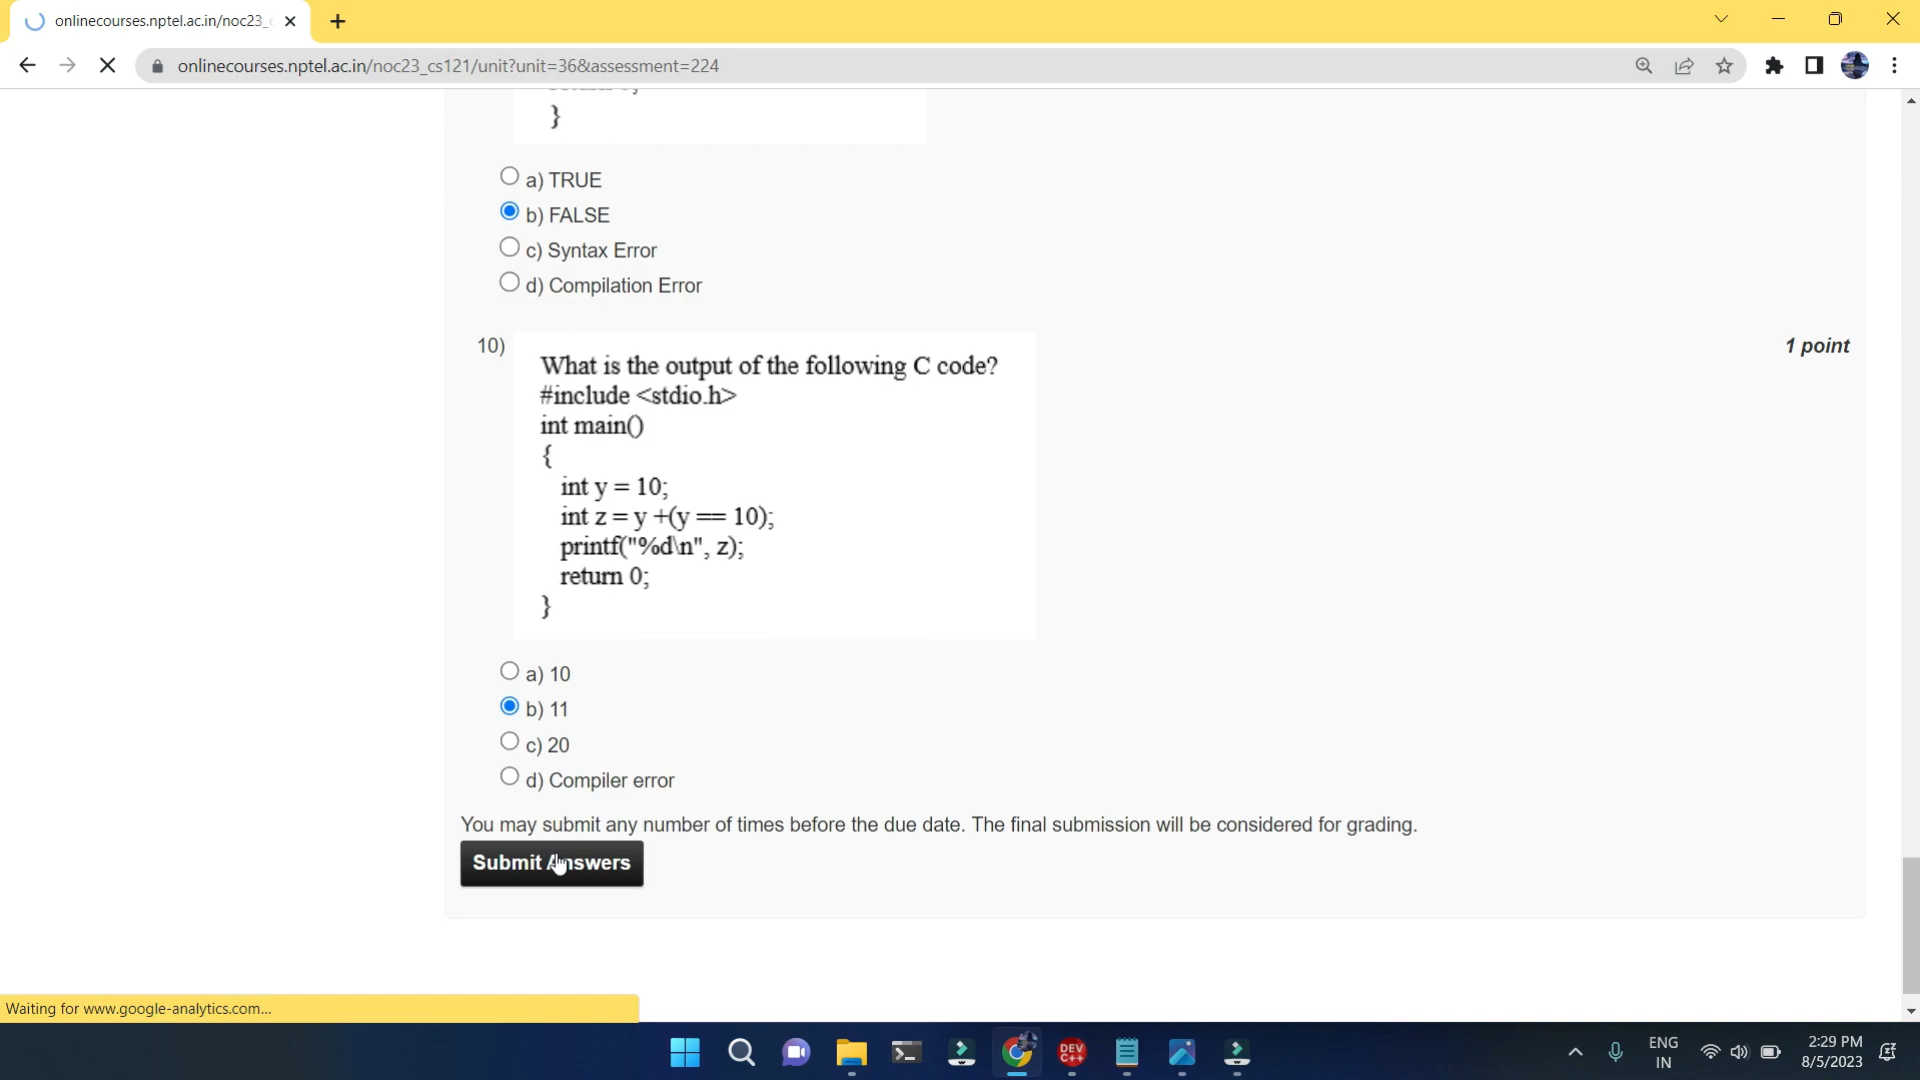 onlinecourses.nptel.ac.in/noc23_
onlinecourses.nptel.ac.in/noc23_cs121/unit?unit=36&assessment=224
}
a) TRUE
b) FALSE
c) Syntax Error
d) Compilation Error
10)
1 point
What is the output of the following C code?
#include <stdio.h>
int main()
{
int y = 10;
int z = y +(y == 10);
printf("%d\n", z);
return 0;
}
a) 10
b) 11
c) 20
d) Compiler error
You may submit any number of times before the due date. The final submission will be considered for grading.
Submit Answers
Waiting for www.google-analytics.com...
DEV
C++
ENG
IN
2:29 PM
8/5/2023